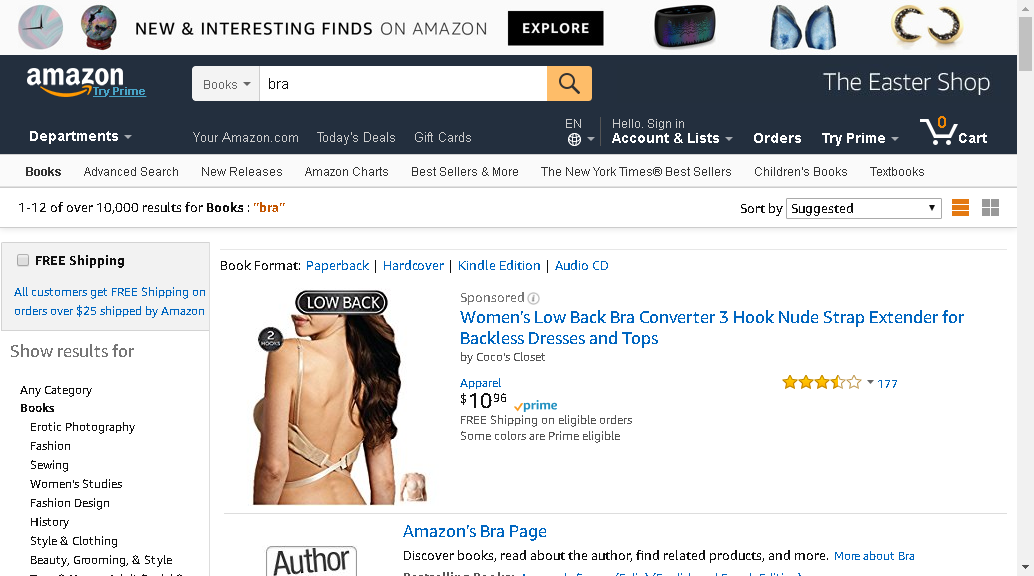 NEW & INTERESTING FINDS ON AMAZON EXPLORE
amazon
Try Prime
Books
bra
The Easter Shop
Departments
Your Amazon.com Today's Deals Gift Cards
EN
Hello. Sign in
Account & Lists
Orders
Try Prime
0
Cart
Books Advanced Search New Releases Amazon Charts Best Sellers & More The New York Times® Best Sellers Children's Books Textbooks
1-12 of over 10,000 results for Books : "bra"
Sort by Suggested
FREE Shipping
All customers get FREE Shipping on
orders over $25 shipped by Amazon
Show results for
Any Category
Books
Erotic Photography
Fashion
Sewing
Women's Studies
Fashion Design
History
Style & Clothing
Beauty, Grooming, & Style
Book Format: Paperback | Hardcover | Kindle Edition | Audio CD
LOW BACK
2
HOOKS
Sponsored
Women's Low Back Bra Converter 3 Hook Nude Strap Extender for
Backless Dresses and Tops
by Coco's Closet
Apparel
$10 96 prime
FREE Shipping on eligible orders
Some colors are Prime eligible
177
Author
Amazon's Bra Page
Discover books, read about the author, find related products, and more. More about Bra